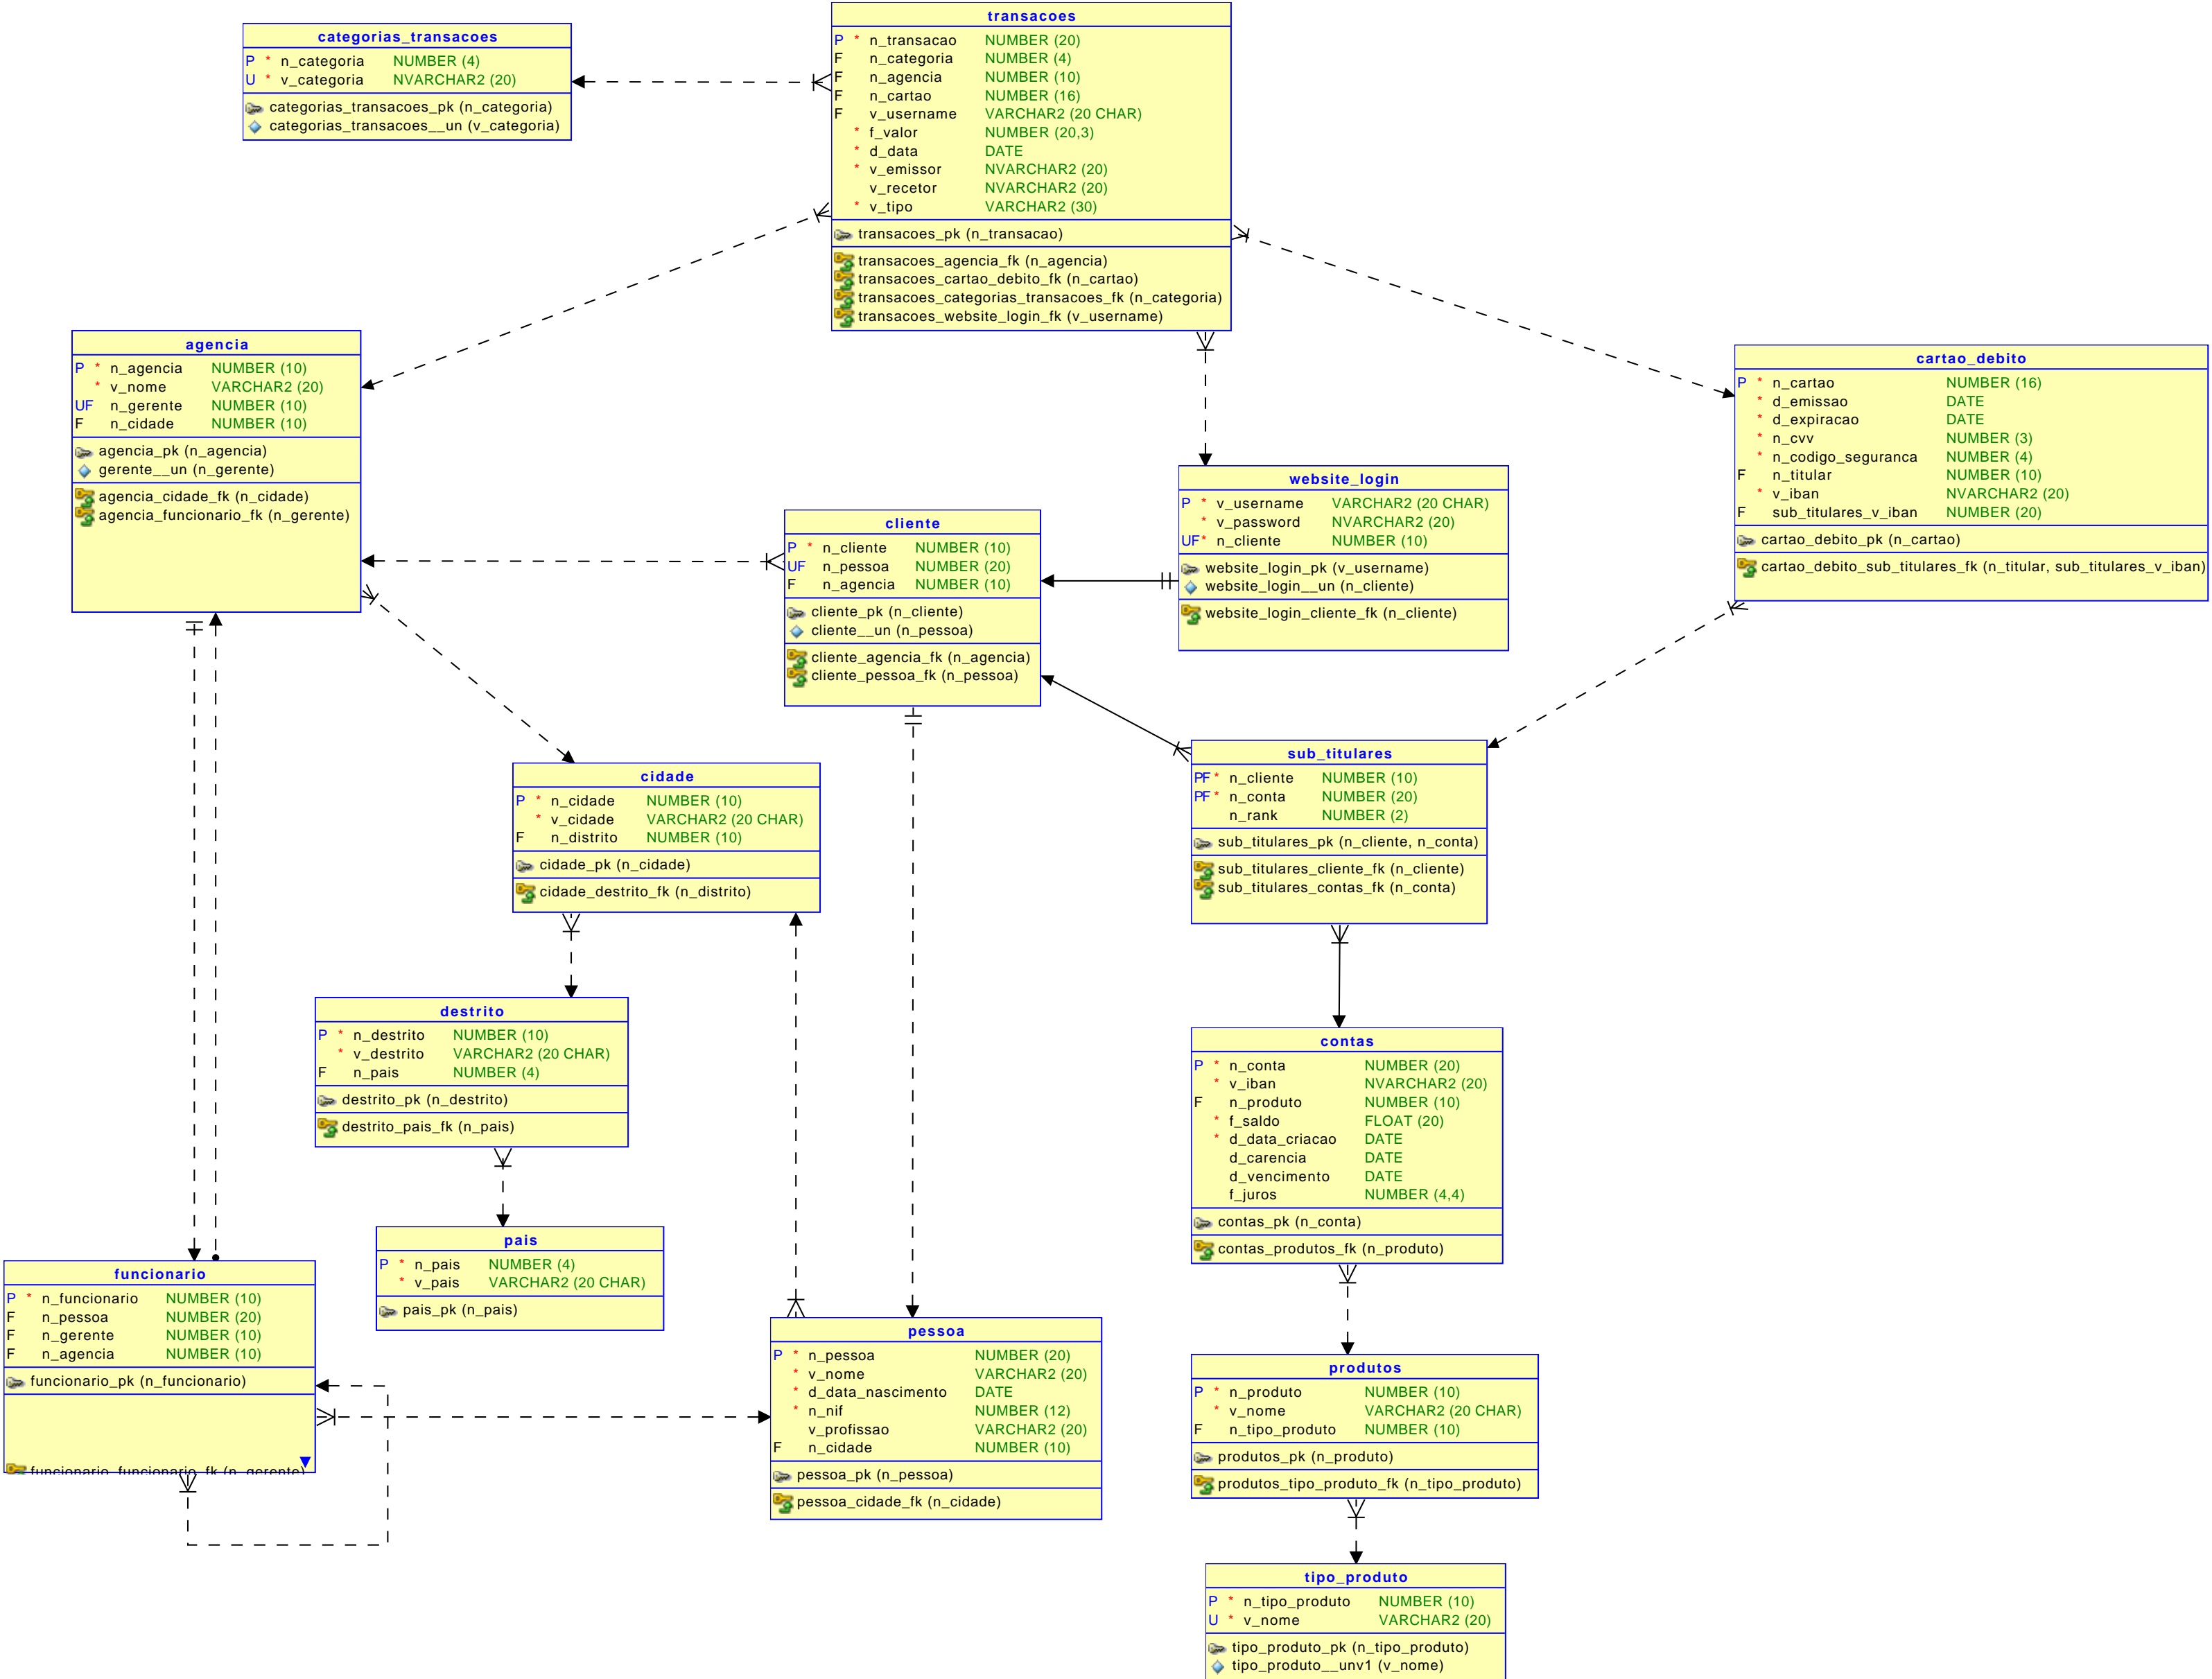 transacoes
P * n_transacao NUMBER (20)
F n_categoria NUMBER (4)
F n_agencia NUMBER (10)
F n_cartao NUMBER (16)
F v_username VARCHAR2 (20 CHAR)
* f_valor NUMBER (20,3)
* d_data DATE
* v_emissor NVARCHAR2 (20)
v_recetor NVARCHAR2 (20)
* v_tipo VARCHAR2 (30)
transacoes_pk (n_transacao)
transacoes_agencia_fk (n_agencia)
transacoes_cartao_debito_fk (n_cartao)
transacoes_categorias_transacoes_fk (n_categoria)
transacoes_website_login_fk (v_username)
categorias_transacoes
P * n_categoria NUMBER (4)
U * v_categoria NVARCHAR2 (20)
categorias_transacoes_pk (n_categoria)
categorias_transacoes__un (v_categoria)
agencia
P * n_agencia NUMBER (10)
* v_nome VARCHAR2 (20)
UF n_gerente NUMBER (10)
F n_cidade NUMBER (10)
agencia_pk (n_agencia)
gerente__un (n_gerente)
agencia_cidade_fk (n_cidade)
agencia_funcionario_fk (n_gerente)
cartao_debito
P * n_cartao NUMBER (16)
* d_emissao DATE
* d_expiracao DATE
* n_cvv NUMBER (3)
* n_codigo_seguranca NUMBER (4)
F n_titular NUMBER (10)
* v_iban NVARCHAR2 (20)
F sub_titulares_v_iban NUMBER (20)
cartao_debito_pk (n_cartao)
cartao_debito_sub_titulares_fk (n_titular, sub_titulares_v_iban)
website_login
P * v_username VARCHAR2 (20 CHAR)
* v_password NVARCHAR2 (20)
UF* n_cliente NUMBER (10)
website_login_pk (v_username)
website_login__un (n_cliente)
website_login_cliente_fk (n_cliente)
cliente
P * n_cliente NUMBER (10)
UF n_pessoa NUMBER (20)
F n_agencia NUMBER (10)
cliente_pk (n_cliente)
cliente__un (n_pessoa)
cliente_agencia_fk (n_agencia)
cliente_pessoa_fk (n_pessoa)
sub_titulares
PF* n_cliente NUMBER (10)
PF* n_conta NUMBER (20)
n_rank NUMBER (2)
sub_titulares_pk (n_cliente, n_conta)
sub_titulares_cliente_fk (n_cliente)
sub_titulares_contas_fk (n_conta)
cidade
P * n_cidade NUMBER (10)
* v_cidade VARCHAR2 (20 CHAR)
F n_distrito NUMBER (10)
cidade_pk (n_cidade)
cidade_destrito_fk (n_distrito)
destrito
P * n_destrito NUMBER (10)
* v_destrito VARCHAR2 (20 CHAR)
F n_pais NUMBER (4)
destrito_pk (n_destrito)
destrito_pais_fk (n_pais)
contas
P * n_conta NUMBER (20)
* v_iban NVARCHAR2 (20)
F n_produto NUMBER (10)
* f_saldo FLOAT (20)
* d_data_criacao DATE
d_carencia DATE
d_vencimento DATE
f_juros NUMBER (4,4)
contas_pk (n_conta)
contas_produtos_fk (n_produto)
pais
P * n_pais NUMBER (4)
* v_pais VARCHAR2 (20 CHAR)
pais_pk (n_pais)
funcionario
P * n_funcionario NUMBER (10)
F n_pessoa NUMBER (20)
F n_gerente NUMBER (10)
F n_agencia NUMBER (10)
funcionario_pk (n_funcionario)
funcionario_funcionario_fk (n_gerente)
pessoa
P * n_pessoa NUMBER (20)
* v_nome VARCHAR2 (20)
* d_data_nascimento DATE
* n_nif NUMBER (12)
v_profissao VARCHAR2 (20)
F n_cidade NUMBER (10)
pessoa_pk (n_pessoa)
pessoa_cidade_fk (n_cidade)
produtos
P * n_produto NUMBER (10)
* v_nome VARCHAR2 (20 CHAR)
F n_tipo_produto NUMBER (10)
produtos_pk (n_produto)
produtos_tipo_produto_fk (n_tipo_produto)
tipo_produto
P * n_tipo_produto NUMBER (10)
U * v_nome VARCHAR2 (20)
tipo_produto_pk (n_tipo_produto)
tipo_produto__unv1 (v_nome)